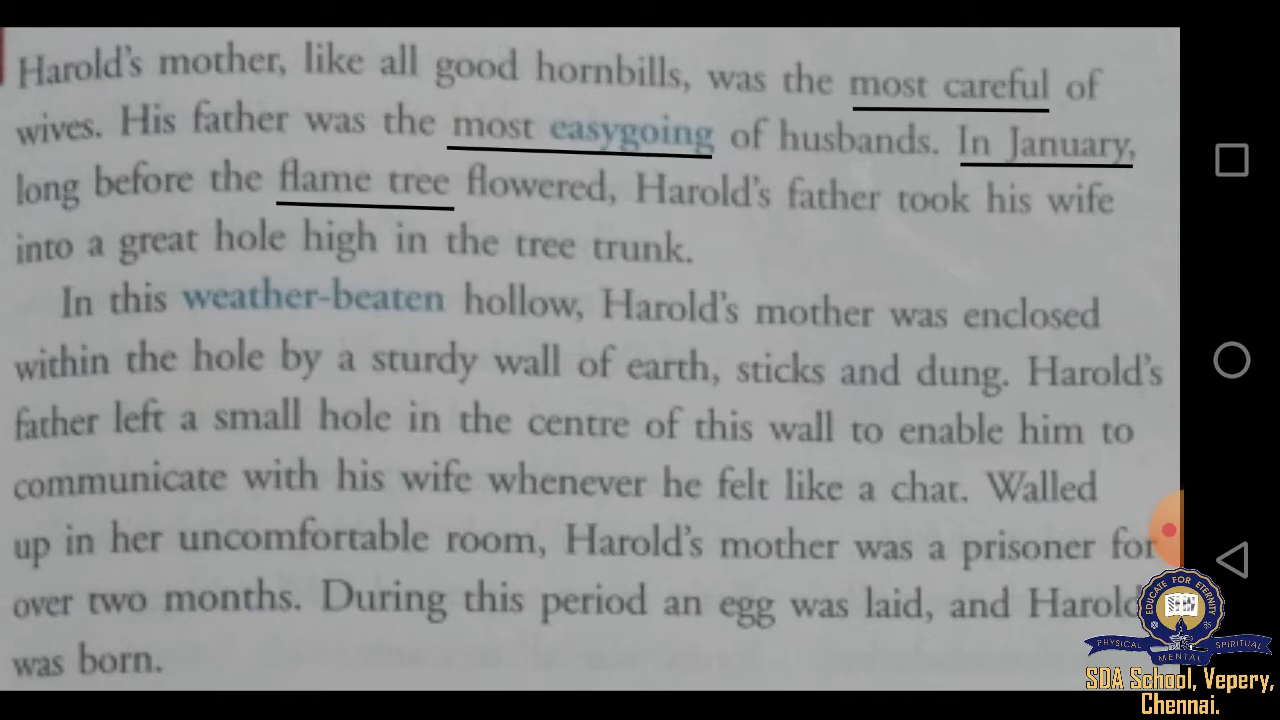 Harold's mother, like all good hornbills, was the most careful of
wives. His father was the most easygoing of husbands. In January,
long before the flame tree flowered, Harold's father took his wife
into a great hole high in the tree trunk.
In this weather-beaten hollow, Harold's mother was enclosed
within the hole by a sturdy wall of earth, sticks and dung. Harold's
father left a small hole in the centre of this wall to enable him to
communicate with his wife whenever he felt like a chat. Walled
up in her uncomfortable room, Harold's mother was a prisoner for
over two months. During this period an egg was laid, and Harold
was born.
EDUCATE FOR ETERNITY
PHYSICAL MENTAL SPIRITUAL
SDA School, Vepery,
Chennai.